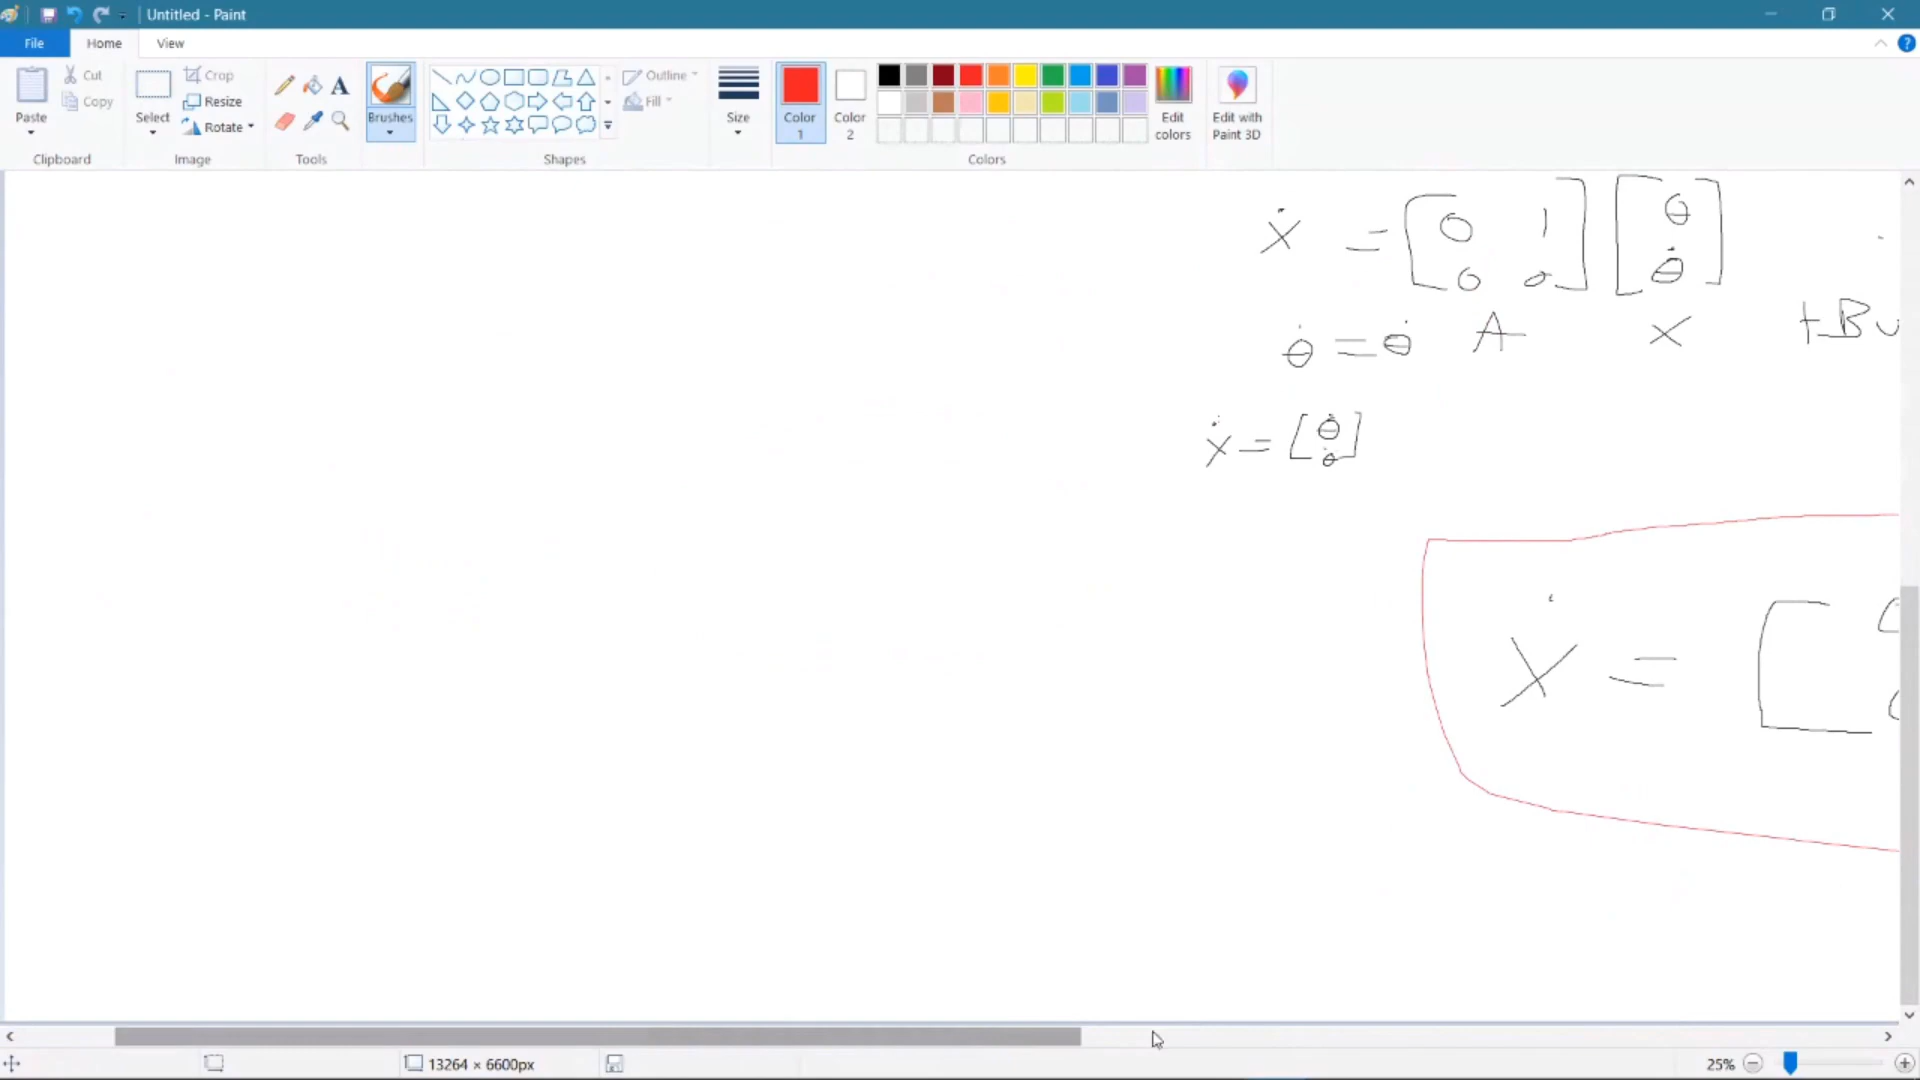 Untitled - Paint
File Home View
Paste
Cut
Copy
Clipboard
Select
Crop
Resize
Rotate
Image
Tools
Brushes
Shapes
Outline
Fill
Size
Color 1
Color 2
Colors
Edit colors
Edit with Paint 3D
Ẋ = [0 1
0 0] [θ
θ̇]
θ̇ = θ̇ A X +Bu
ẋ = [θ̇
Ẋ = [
13264 × 6600px
25%